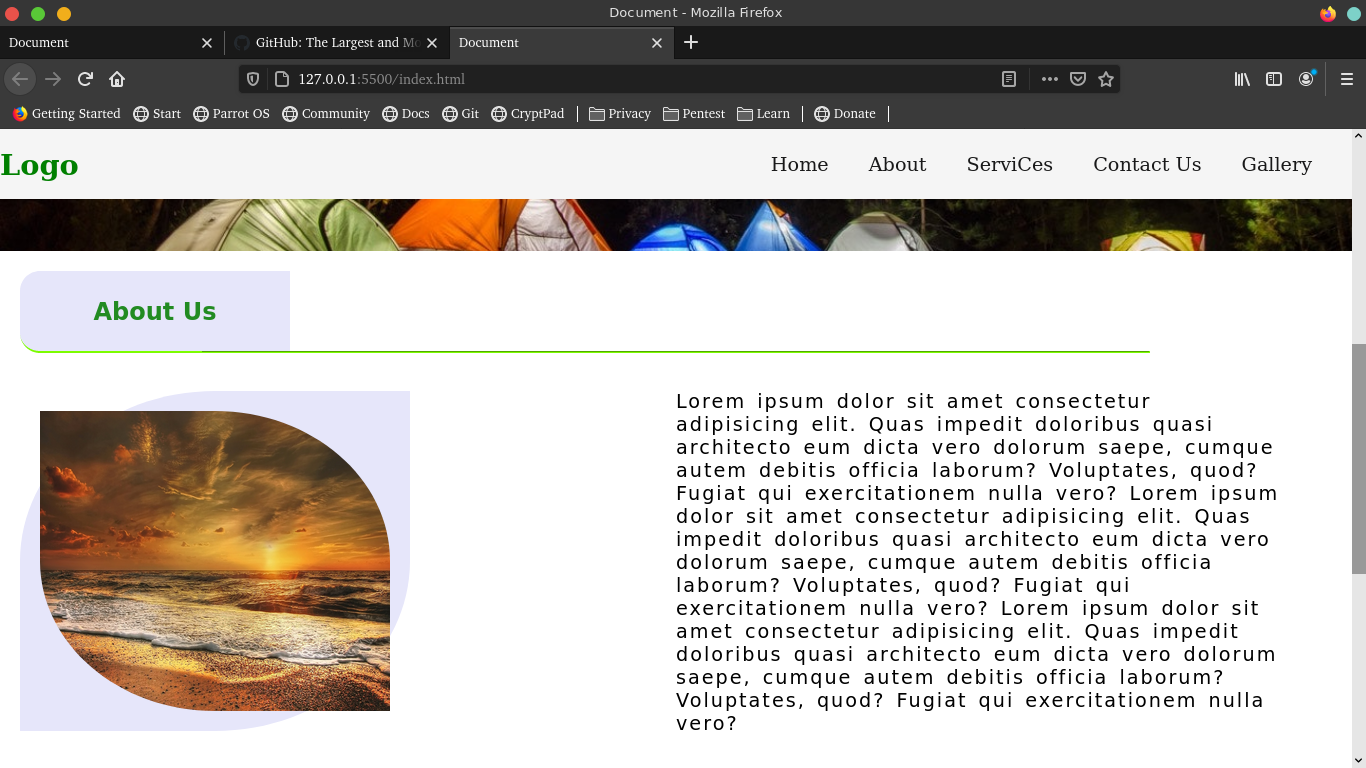 Document - Mozilla Firefox
Document
GitHub: The Largest and Mo
Document
127.0.0.1:5500/index.html
Getting Started Start Parrot OS Community Docs Git CryptPad Privacy Pentest Learn Donate
Logo Home About ServiCes Contact Us Gallery
About Us
Lorem ipsum dolor sit amet consectetur
adipisicing elit. Quas impedit doloribus quasi
architecto eum dicta vero dolorum saepe, cumque
autem debitis officia laborum? Voluptates, quod?
Fugiat qui exercitationem nulla vero? Lorem ipsum
dolor sit amet consectetur adipisicing elit. Quas
impedit doloribus quasi architecto eum dicta vero
dolorum saepe, cumque autem debitis officia
laborum? Voluptates, quod? Fugiat qui
exercitationem nulla vero? Lorem ipsum dolor sit
amet consectetur adipisicing elit. Quas impedit
doloribus quasi architecto eum dicta vero dolorum
saepe, cumque autem debitis officia laborum?
Voluptates, quod? Fugiat qui exercitationem nulla
vero?